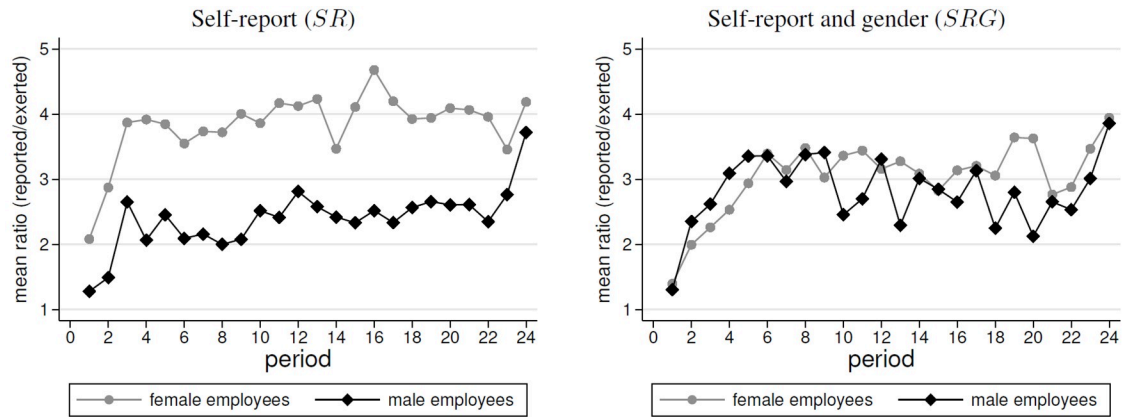 Self-report (SR)
mean ratio (reported/exerted)
5
4
3
2
1
0 2 4 6 8 10 12 14 16 18 20 22 24
period
female employees male employees
Self-report and gender (SRG)
mean ratio (reported/exerted)
5
4
3
2
1
0 2 4 6 8 10 12 14 16 18 20 22 24
period
female employees male employees